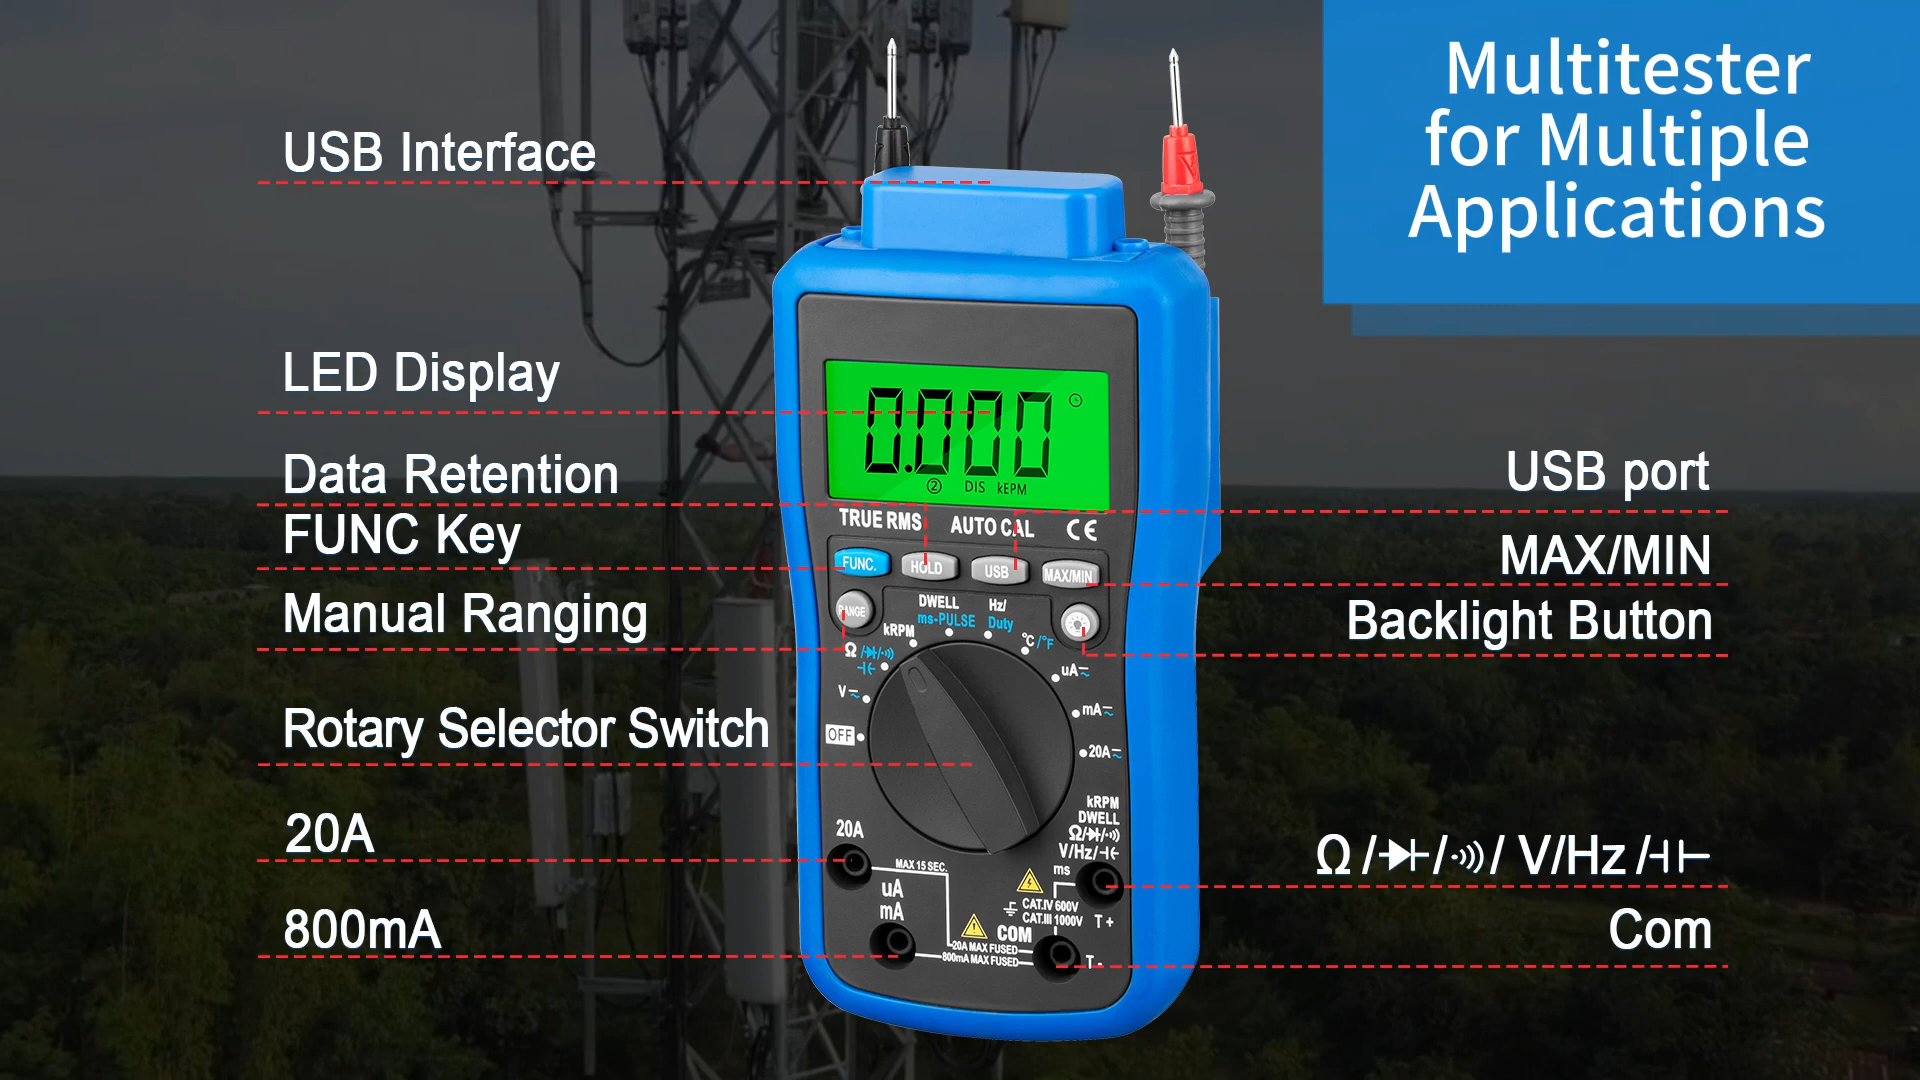 Multitester
for Multiple
Applications
USB Interface
LED Display
Data Retention
FUNC Key
Manual Ranging
Rotary Selector Switch
20A
800mA
USB port
MAX/MIN
Backlight Button
Ω / / / V/Hz /
Com
0.000
② DIS kEPM
TRUE RMS AUTO CAL CE
FUNC. HOLD USB MAX/MIN
RANGE
DWELL Hz/
ms-PULSE Duty
kRPM °C/°F
Ω
uA
V
mA
OFF
20A
kRPM
DWELL
20A Ω/ /
V/Hz/
MAX 15 SEC. ms
uA
mA
CAT.IV 600V
CAT.III 1000V T +
COM
20A MAX FUSED
800mA MAX FUSED T -